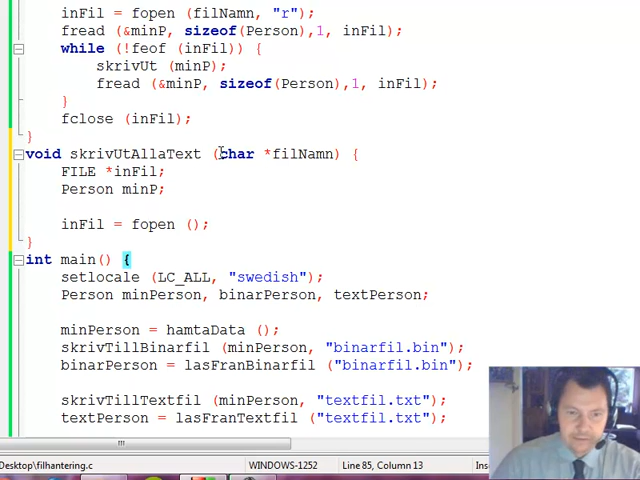 inFil = fopen (filNamn, "r");
fread (&minP, sizeof(Person),1, inFil);
while (!feof (inFil)) {
skrivUt (minP);
fread (&minP, sizeof(Person),1, inFil);
}
fclose (inFil);
}
void skrivUtAllaText (char *filNamn) {
FILE *inFil;
Person minP;
inFil = fopen ();
}
int main() {
setlocale (LC_ALL, "swedish");
Person minPerson, binarPerson, textPerson;
minPerson = hamtaData ();
skrivTillBinarfil (minPerson, "binarfil.bin");
binarPerson = lasFranBinarfil ("binarfil.bin");
skrivTillTextfil (minPerson, "textfil.txt");
textPerson = lasFranTextfil ("textfil.txt");
Desktop\filhantering.c WINDOWS-1252 Line 85, Column 13